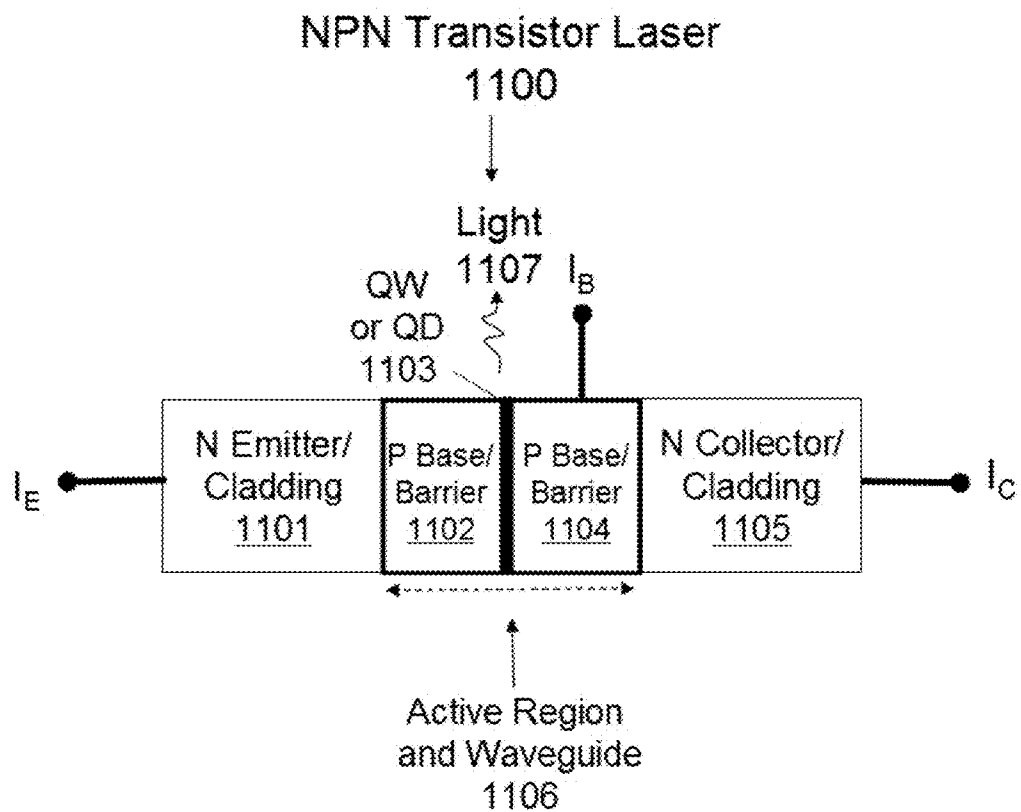 NPN Transistor Laser
1100
Light
1107
I_B
QW
or QD
1103
I_E
N Emitter/
Cladding
1101
P Base/
Barrier
1102
P Base/
Barrier
1104
N Collector/
Cladding
1105
I_C
Active Region
and Waveguide
1106